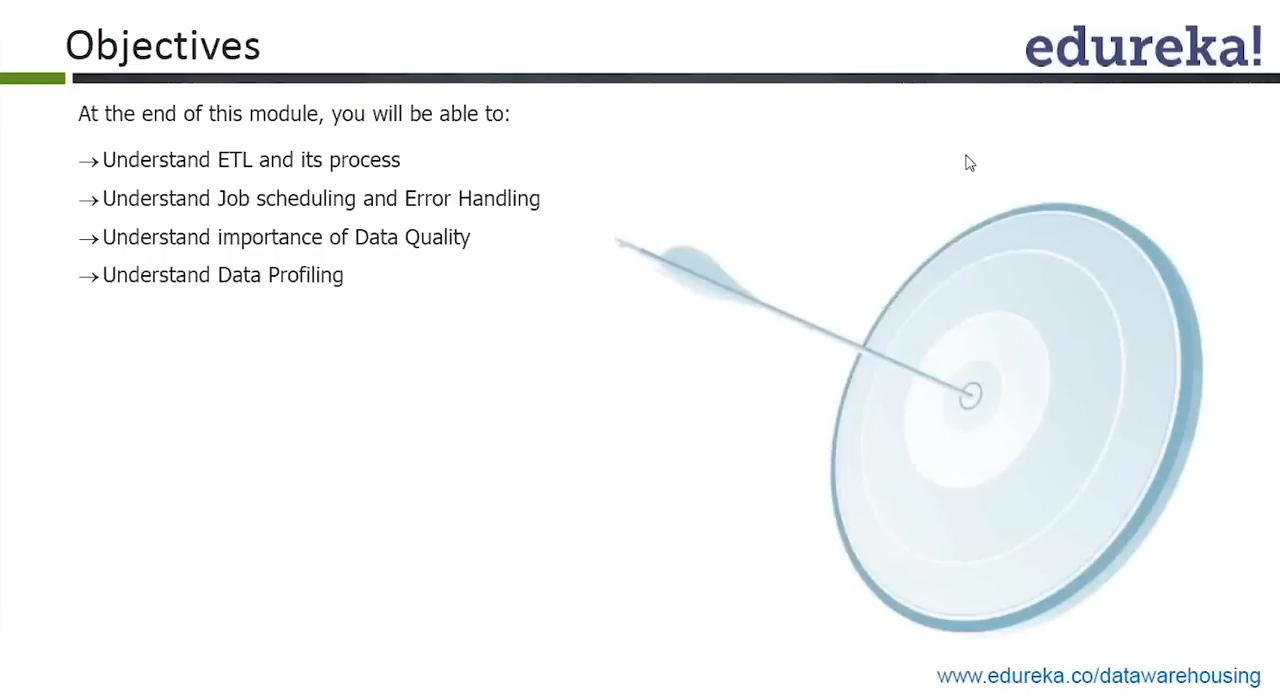 Objectives
edureka!
At the end of this module, you will be able to:
→Understand ETL and its process
→Understand Job scheduling and Error Handling
→Understand importance of Data Quality
→Understand Data Profiling
www.edureka.co/datawarehousing